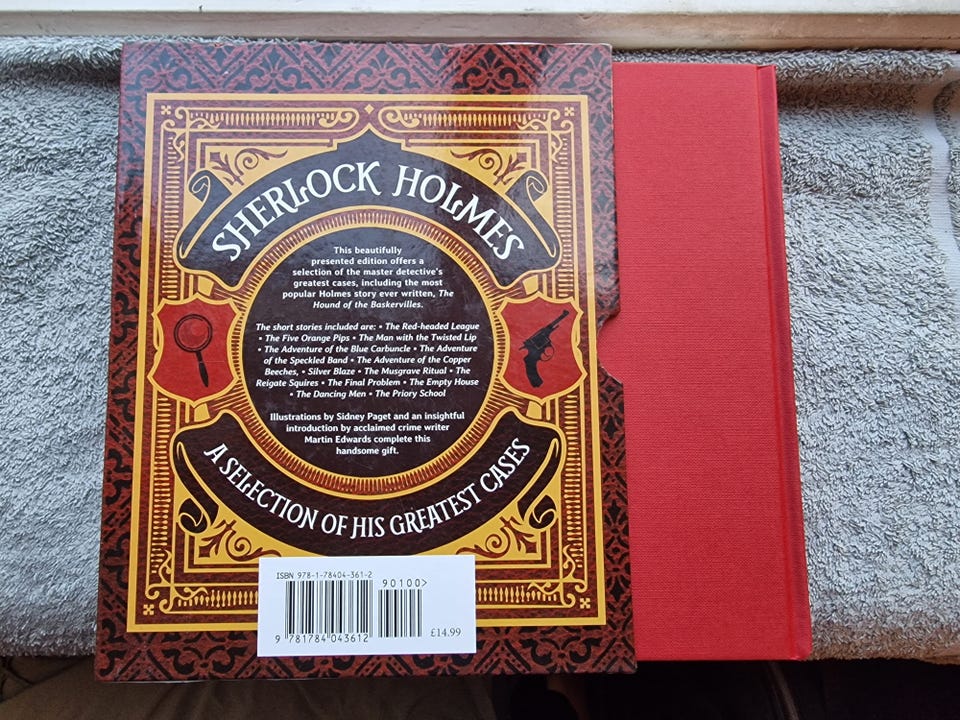 SHERLOCK HOLMES
This beautifully
presented edition offers a
selection of the master detective's
greatest cases, including the most
popular Holmes story ever written, The
Hound of the Baskervilles.
The short stories included are: • The Red-headed League
• The Five Orange Pips • The Man with the Twisted Lip
• The Adventure of the Blue Carbuncle • The Adventure
of the Speckled Band • The Adventure of the Copper
Beeches, • Silver Blaze • The Musgrave Ritual • The
Reigate Squires • The Final Problem • The Empty House
• The Dancing Men • The Priory School
Illustrations by Sidney Paget and an insightful
introduction by acclaimed crime writer
Martin Edwards complete this
handsome gift.
A SELECTION OF HIS GREATEST CASES
ISBN 978-1-78404-361-2
90100>
9 781784 043612
£14.99